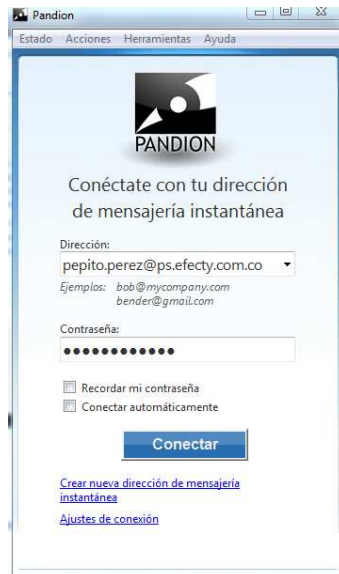 Pandion
Estado Acciones Herramientas Ayuda
PANDION
Conéctate con tu dirección
de mensajería instantánea
Dirección:
pepito.perez@ps.efecty.com.co
Ejemplos: bob@mycompany.com
bender@gmail.com
Contraseña:
●●●●●●●●●●●●
Recordar mi contraseña
Conectar automáticamente
Conectar
Crear nueva dirección de mensajería
instantánea
Ajustes de conexión